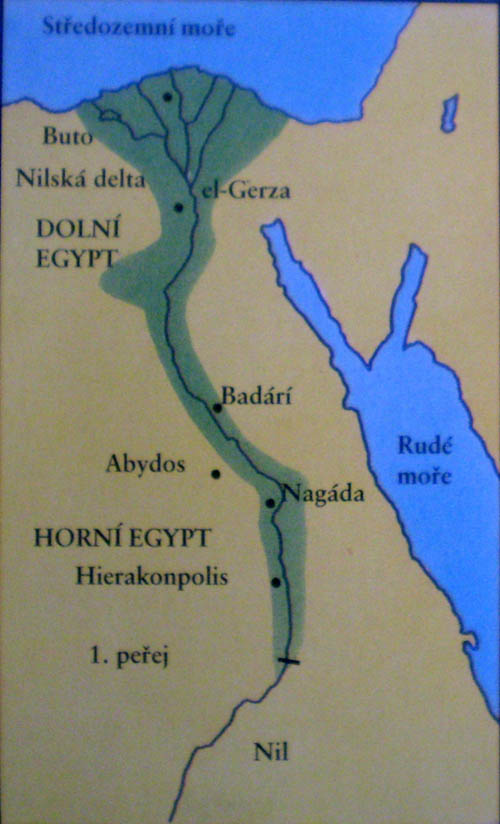 Středozemní moře
Buto
Nilská delta
el-Gerza
DOLNÍ
EGYPT
Badárí
Abydos
Rudé
moře
Nagáda
HORNÍ EGYPT
Hierakonpolis
1. peřej
Nil